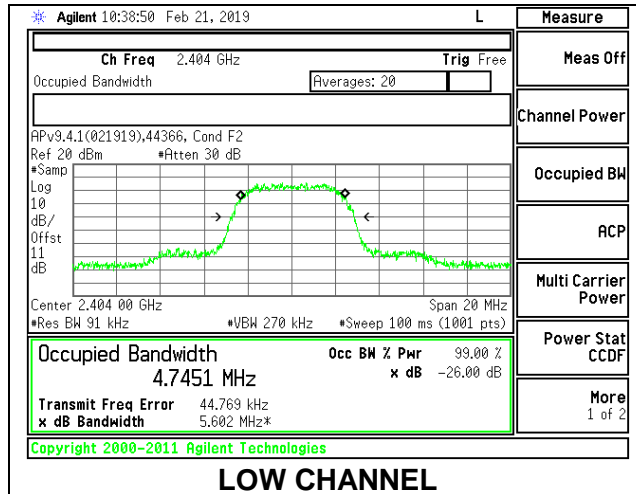 Agilent 10:38:50 Feb 21, 2019 L
Measure
Ch Freq 2.404 GHz Trig Free
Occupied Bandwidth Averages: 20
APv9.4.1(021919),44366, Cond F2
Ref 20 dBm #Atten 30 dB
#Samp
Log
10
dB/
Offst
11
dB
Center 2.404 00 GHz Span 20 MHz
#Res BW 91 kHz #VBW 270 kHz #Sweep 100 ms (1001 pts)
Occupied Bandwidth Occ BW % Pwr 99.00 %
4.7451 MHz x dB -26.00 dB
Transmit Freq Error 44.769 kHz
x dB Bandwidth 5.602 MHz*
Copyright 2000-2011 Agilent Technologies
Meas Off
Channel Power
Occupied BW
ACP
Multi Carrier
Power
Power Stat
CCDF
More
1 of 2
LOW CHANNEL